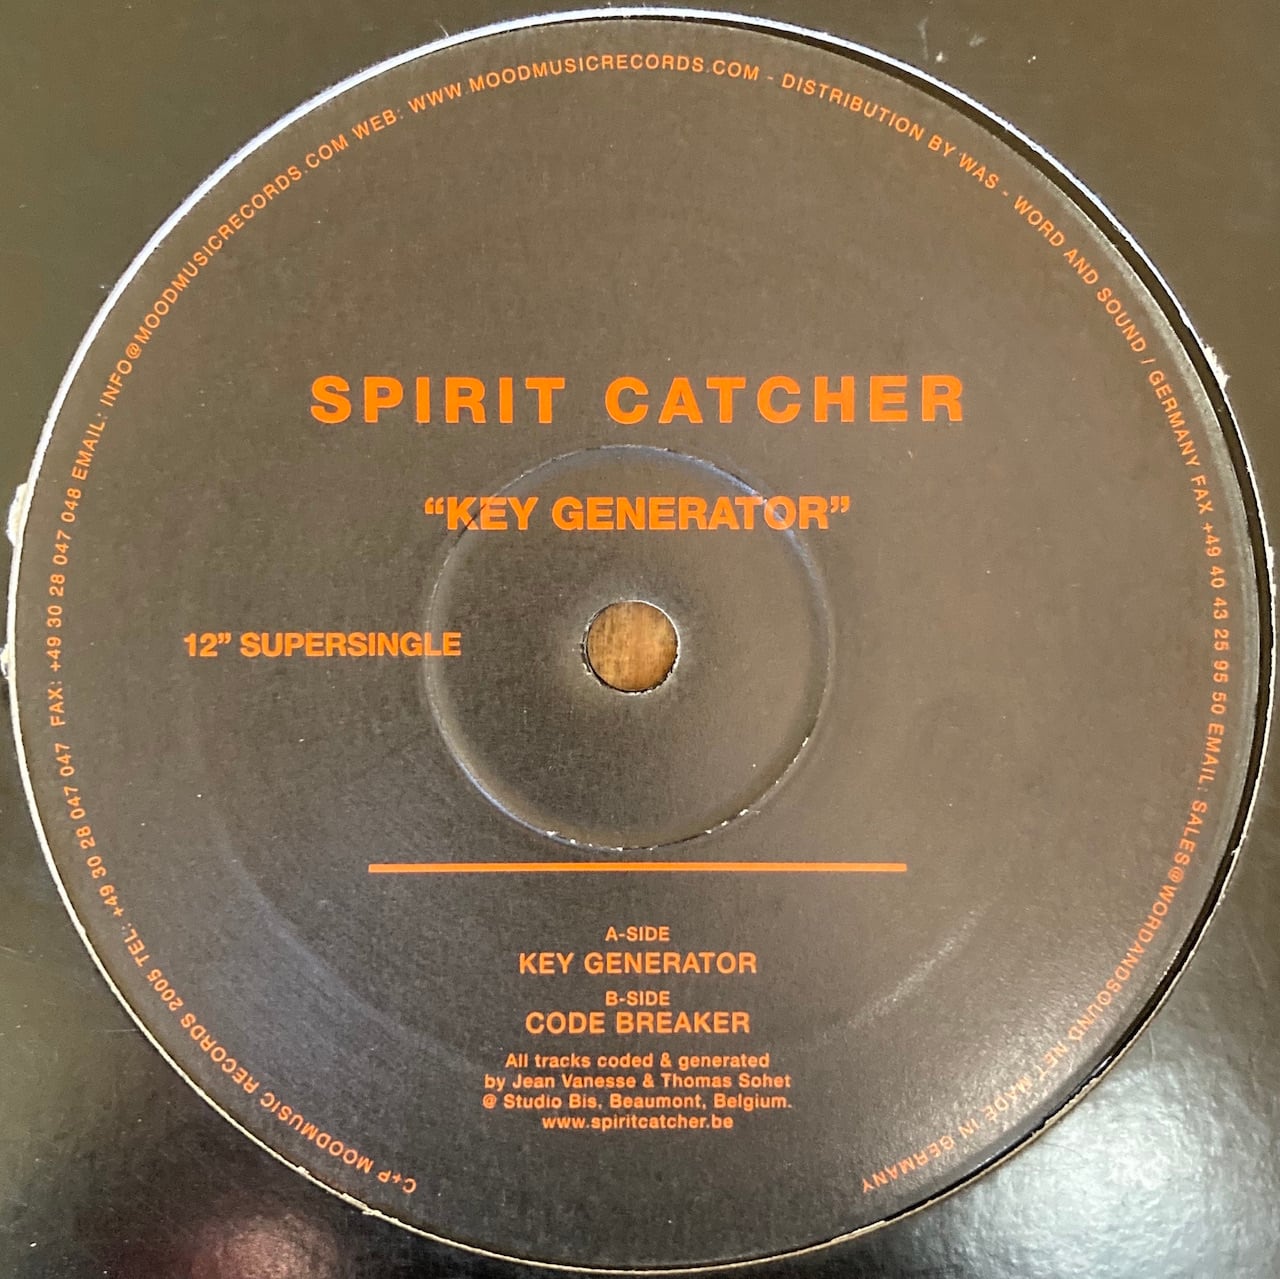 SPIRIT CATCHER
“KEY GENERATOR”
12” SUPERSINGLE
A-SIDE
KEY GENERATOR
B-SIDE
CODE BREAKER
All tracks coded & generated
by Jean Vanesse & Thomas Sohet
@ Studio Bis, Beaumont, Belgium.
www.spiritcatcher.be
C+P MOODMUSIC RECORDS 2005 TEL: +49 30 28 047 047 FAX: +49 30 28 047 048 EMAIL: INFO@MOODMUSICRECORDS.COM WEB: WWW.MOODMUSICRECORDS.COM - DISTRIBUTION BY WAS - WORD AND SOUND / GERMANY FAX +49 40 43 25 95 50 EMAIL: SALES@WORDANDSOUND.NET MADE IN GERMANY